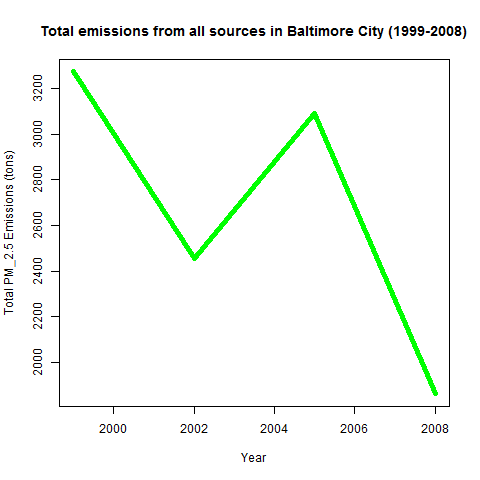 Total emissions from all sources in Baltimore City (1999-2008)
Total PM_2.5 Emissions (tons)
3200
3000
2800
2600
2400
2200
2000
2000 2002 2004 2006 2008
Year